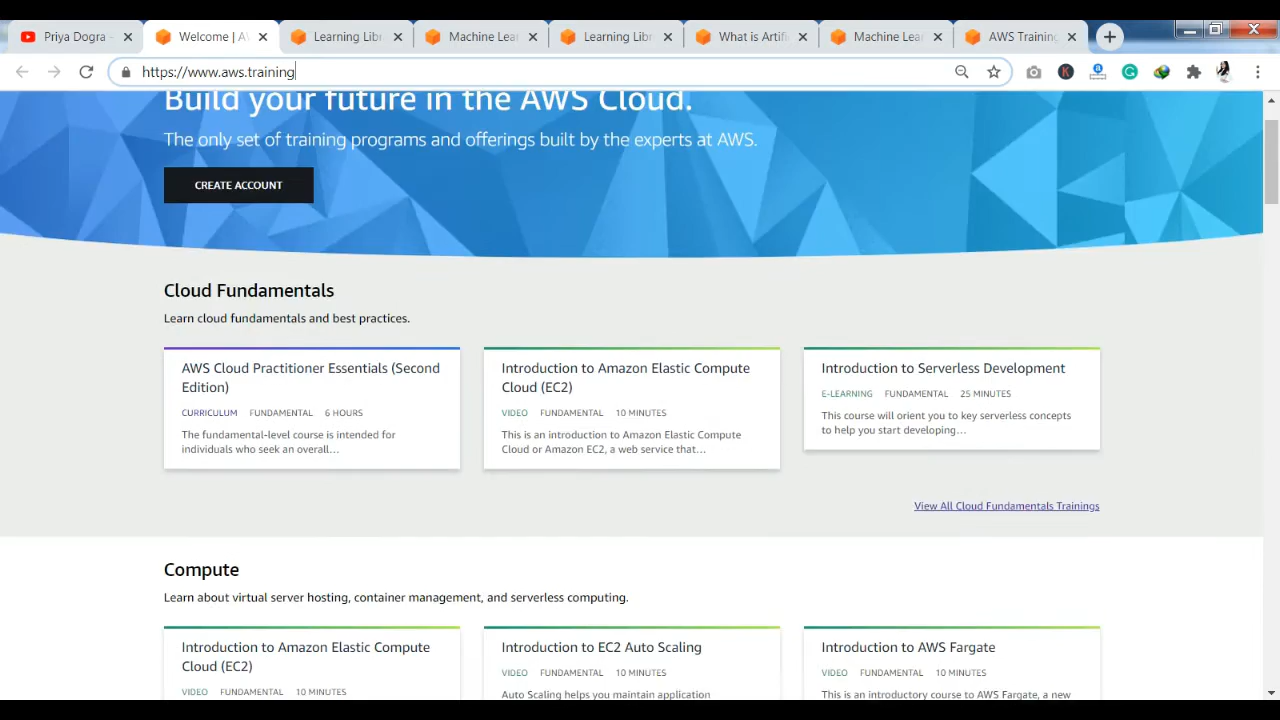 Priya Dogra -
Welcome | A
Learning Libr
Machine Lear
Learning Libr
What is Artifi
Machine Lear
AWS Training
https://www.aws.training
Build your future in the AWS Cloud.
The only set of training programs and offerings built by the experts at AWS.
CREATE ACCOUNT
Cloud Fundamentals
Learn cloud fundamentals and best practices.
AWS Cloud Practitioner Essentials (Second
Edition)
CURRICULUM FUNDAMENTAL 6 HOURS
The fundamental-level course is intended for
individuals who seek an overall...
Introduction to Amazon Elastic Compute
Cloud (EC2)
VIDEO FUNDAMENTAL 10 MINUTES
This is an introduction to Amazon Elastic Compute
Cloud or Amazon EC2, a web service that...
Introduction to Serverless Development
E-LEARNING FUNDAMENTAL 25 MINUTES
This course will orient you to key serverless concepts
to help you start developing...
View All Cloud Fundamentals Trainings
Compute
Learn about virtual server hosting, container management, and serverless computing.
Introduction to Amazon Elastic Compute
Cloud (EC2)
VIDEO FUNDAMENTAL 10 MINUTES
Introduction to EC2 Auto Scaling
VIDEO FUNDAMENTAL 10 MINUTES
Auto Scaling helps you maintain application
Introduction to AWS Fargate
VIDEO FUNDAMENTAL 10 MINUTES
This is an introductory course to AWS Fargate, a new